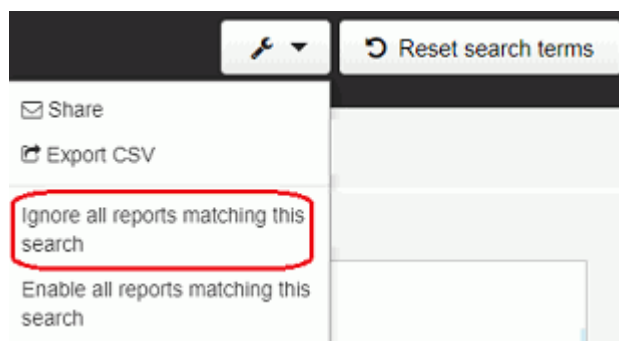 Reset search terms
Share
Export CSV
Ignore all reports matching this
search
Enable all reports matching this
search